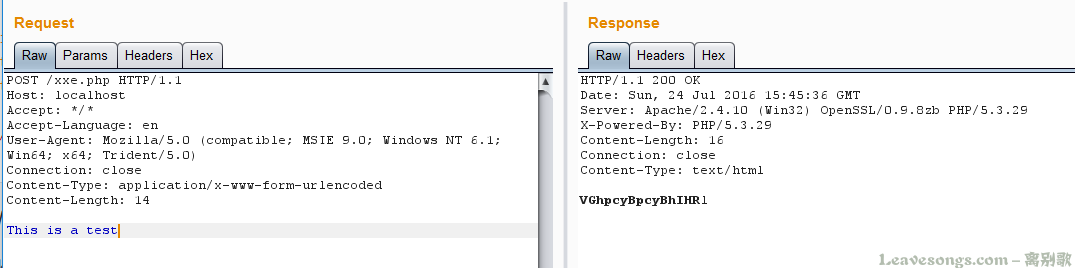 Request
Raw Params Headers Hex
POST /xxe.php HTTP/1.1
Host: localhost
Accept: */*
Accept-Language: en
User-Agent: Mozilla/5.0 (compatible; MSIE 9.0; Windows NT 6.1;
Win64; x64; Trident/5.0)
Connection: close
Content-Type: application/x-www-form-urlencoded
Content-Length: 14
This is a test
Response
Raw Headers Hex
HTTP/1.1 200 OK
Date: Sun, 24 Jul 2016 15:45:36 GMT
Server: Apache/2.4.10 (Win32) OpenSSL/0.9.8zb PHP/5.3.29
X-Powered-By: PHP/5.3.29
Content-Length: 16
Connection: close
Content-Type: text/html
VGhpcyBpcyBhIHRl
Leavesongs.com – 离别歌